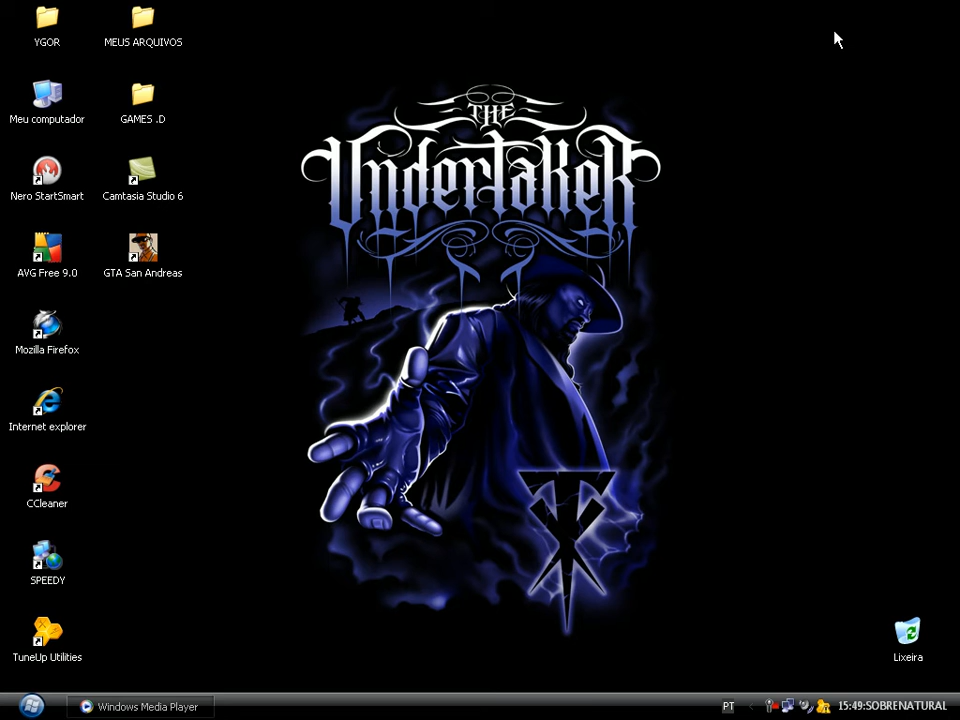 YGOR
MEUS ARQUIVOS
Meu computador
GAMES .D
Nero StartSmart
Camtasia Studio 6
AVG Free 9.0
GTA San Andreas
Mozilla Firefox
Internet explorer
CCleaner
SPEEDY
TuneUp Utilities
THE
UndertakeR
Lixeira
Windows Media Player
PT
15:49:SOBRENATURAL